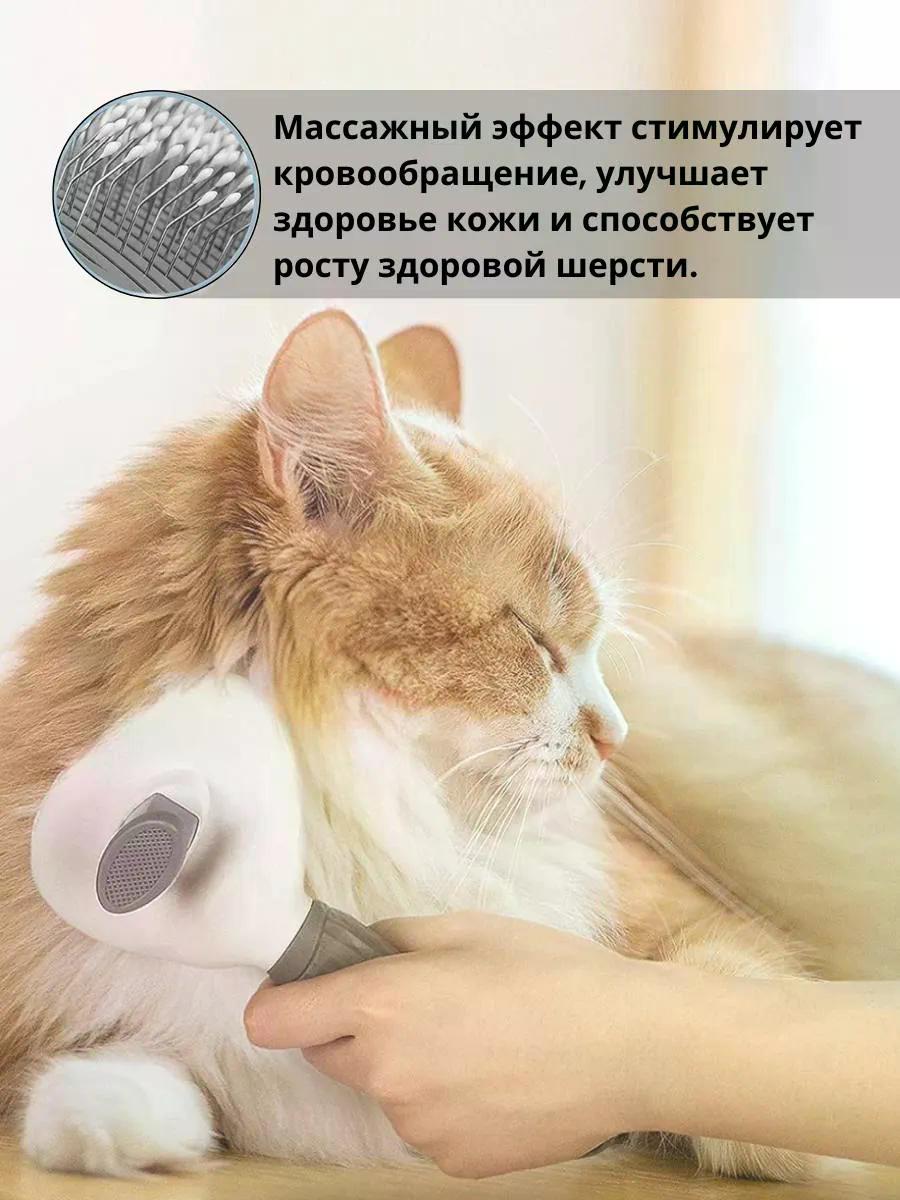 Массажный эффект стимулирует
кровообращение, улучшает
здоровье кожи и способствует
росту здоровой шерсти.